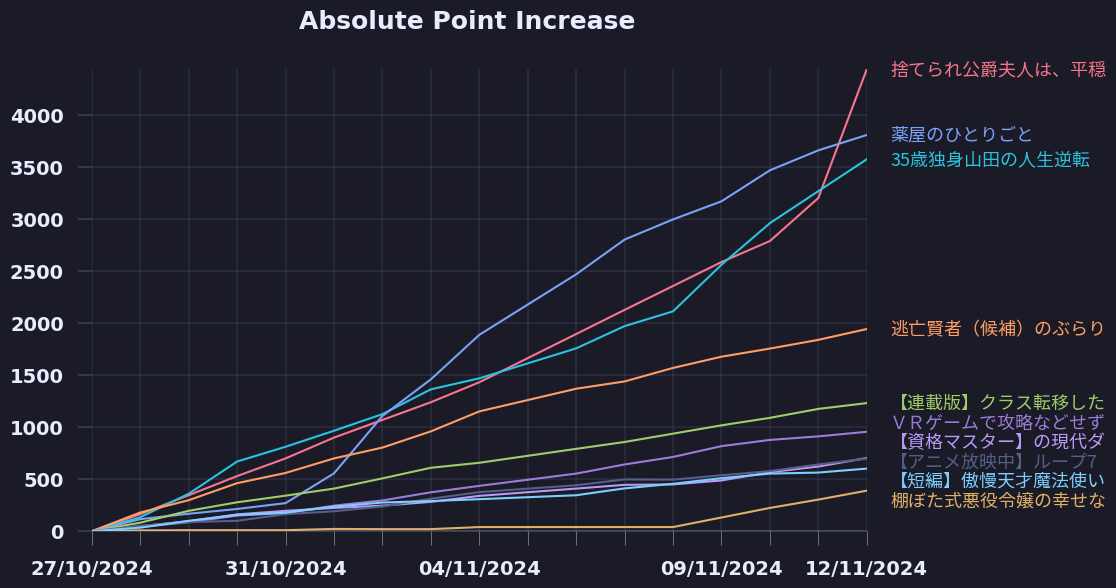 Absolute Point Increase
捨てられ公爵夫人は、平穏
4000
薬屋のひとりごと
35歳独身山田の人生逆転
3500
3000
2500
2000
逃亡賢者（候補）のぶらり
1500
【連載版】クラス転移した
ＶＲゲームで攻略などせず
1000
【資格マスター】の現代ダ
【アニメ放映中】ループ7
500
【短編】傲慢天才魔法使い
棚ぼた式悪役令嬢の幸せな
0
27/10/2024 31/10/2024 04/11/2024 09/11/2024 12/11/2024